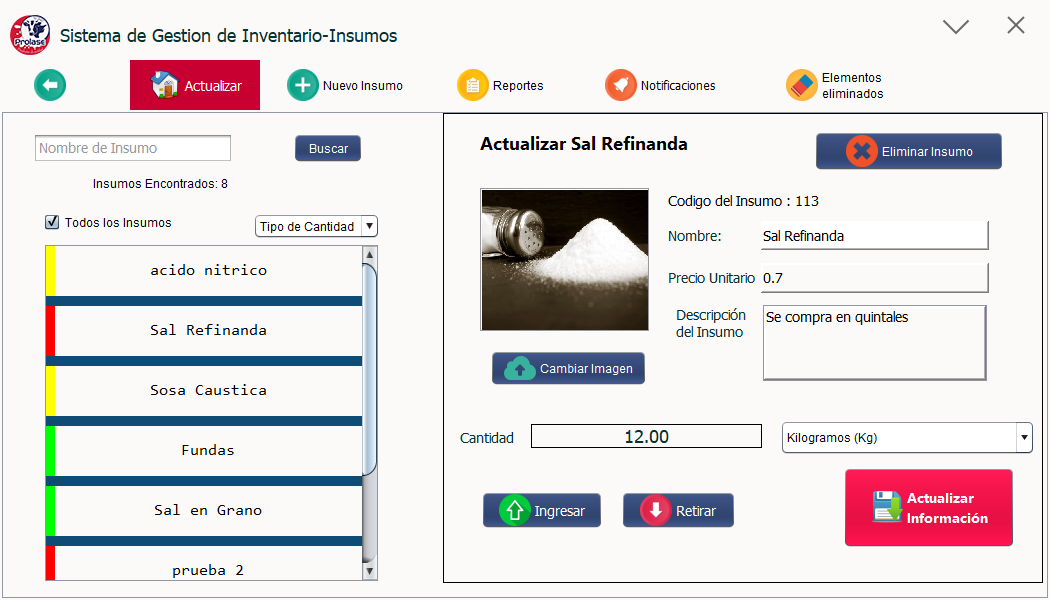 Prolase
Sistema de Gestion de Inventario-Insumos
Actualizar
Nuevo Insumo
Reportes
Notificaciones
Elementos
eliminados
Nombre de Insumo
Buscar
Insumos Encontrados: 8
Todos los Insumos
Tipo de Cantidad
acido nitrico
Sal Refinanda
Sosa Caustica
Fundas
Sal en Grano
prueba 2
Actualizar Sal Refinanda
Eliminar Insumo
Codigo del Insumo : 113
Nombre:
Sal Refinanda
Precio Unitario
0.7
Descripción
del Insumo
Se compra en quintales
Cambiar Imagen
Cantidad
12.00
Kilogramos (Kg)
Ingresar
Retirar
Actualizar
Información